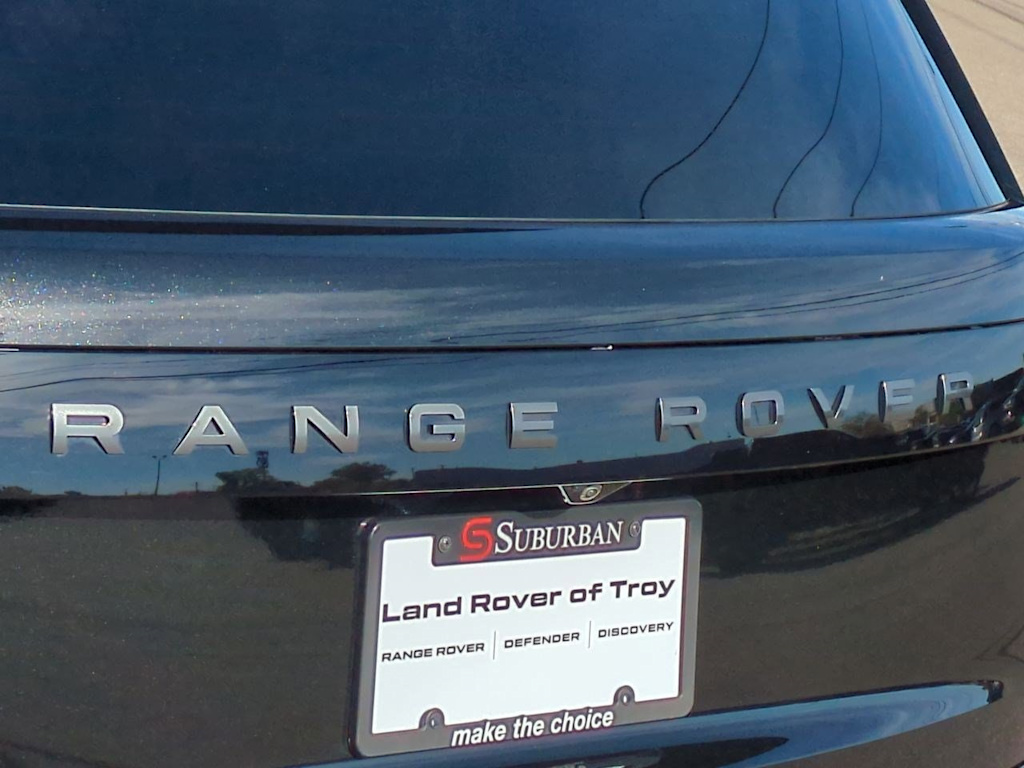 RANGE ROVER
S SUBURBAN
Land Rover of Troy
RANGE ROVER | DEFENDER | DISCOVERY
make the choice